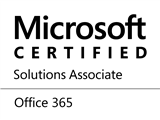 Microsoft
CERTIFIED
Solutions Associate
Office 365